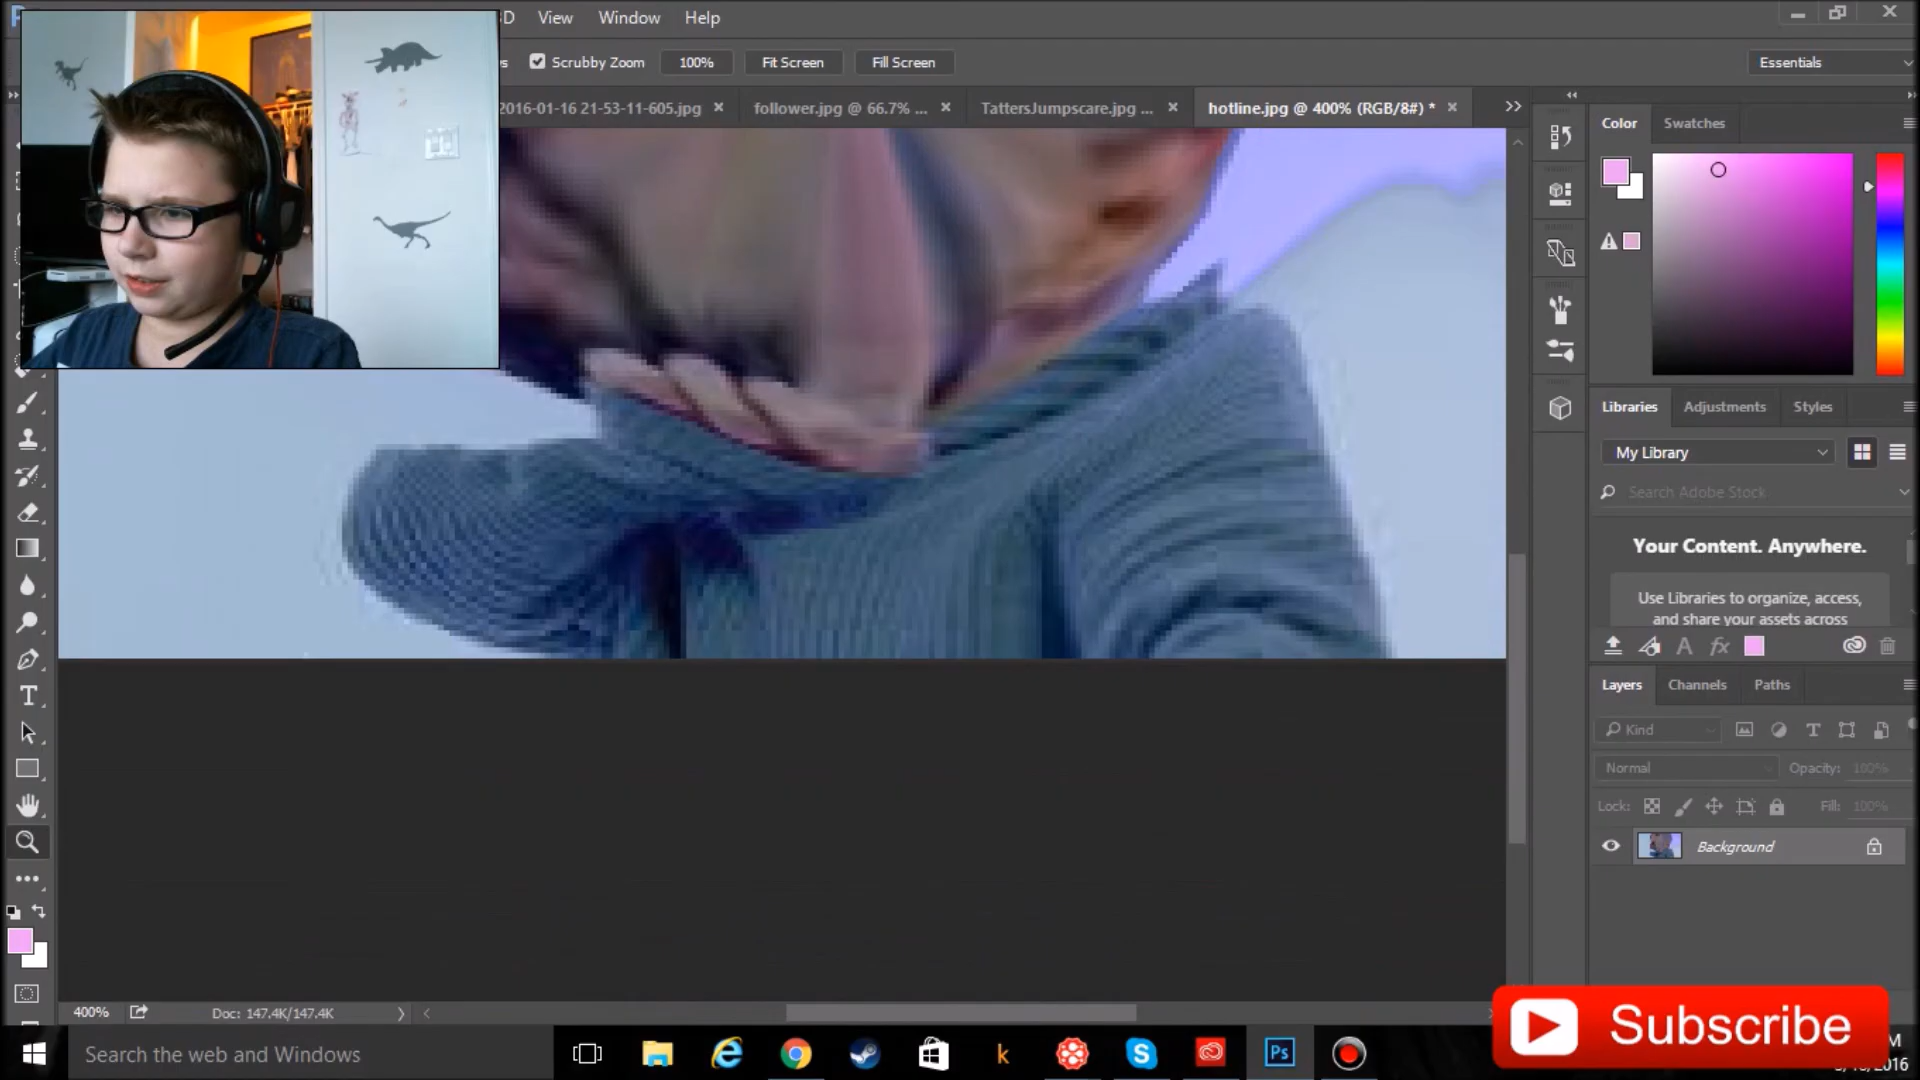 D View Window Help
s Scrubby Zoom 100% Fit Screen Fill Screen Essentials
2016-01-16 21-53-11-605.jpg × follower.jpg @ 66.7% ... × TattersJumpscare.jpg ... × hotline.jpg @ 400% (RGB/8#) * ×
Color Swatches
Libraries Adjustments Styles
My Library
Search Adobe Stock
Your Content. Anywhere.
Use Libraries to organize, access,
and share your assets across
Layers Channels Paths
Kind
Normal Opacity: 100%
Lock: Fill: 100%
Background
400% Doc: 147.4K/147.4K
Subscribe
Search the web and Windows